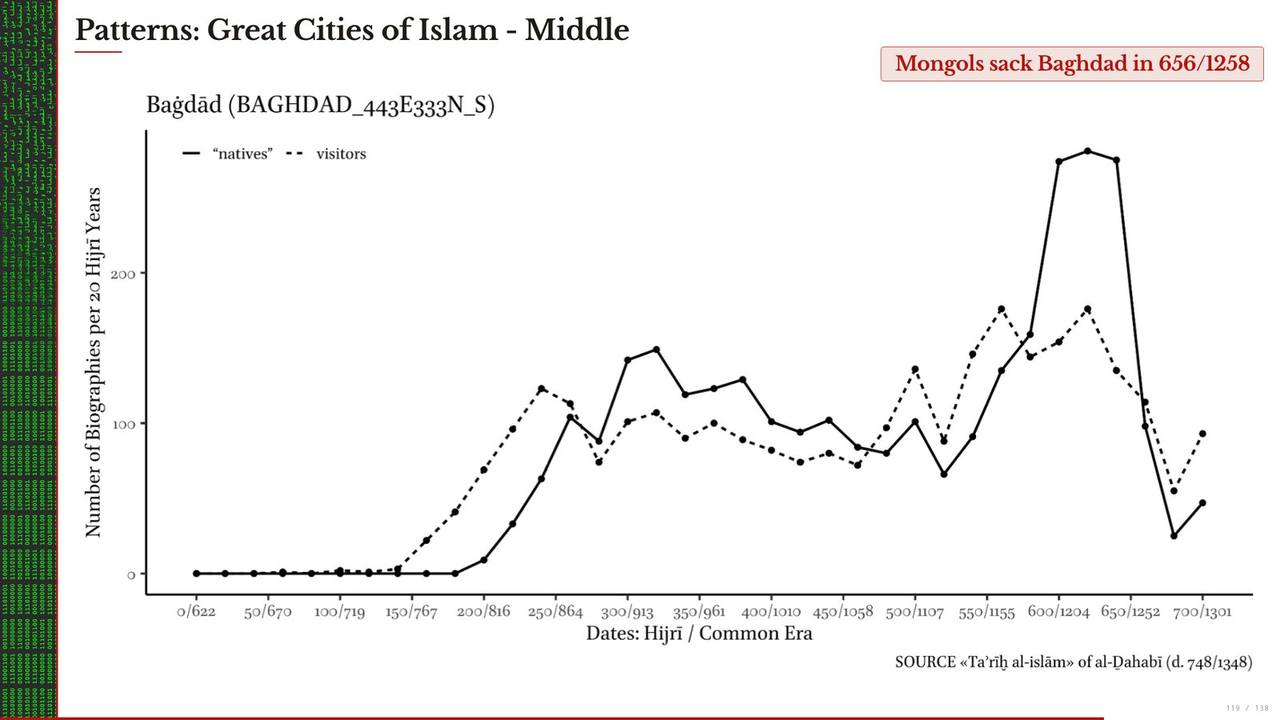 Patterns: Great Cities of Islam - Middle
Mongols sack Baghdad in 656/1258
Baġdād (BAGHDAD_443E333N_S)
“natives” visitors
Number of Biographies per 20 Hijrī Years
200
100
0
0/622 50/670 100/719 150/767 200/816 250/864 300/913 350/961 400/1010 450/1058 500/1107 550/1155 600/1204 650/1252 700/1301
Dates: Hijrī / Common Era
SOURCE «Taʾrīḫ al-islām» of al-Ḏahabī (d. 748/1348)
119 / 138